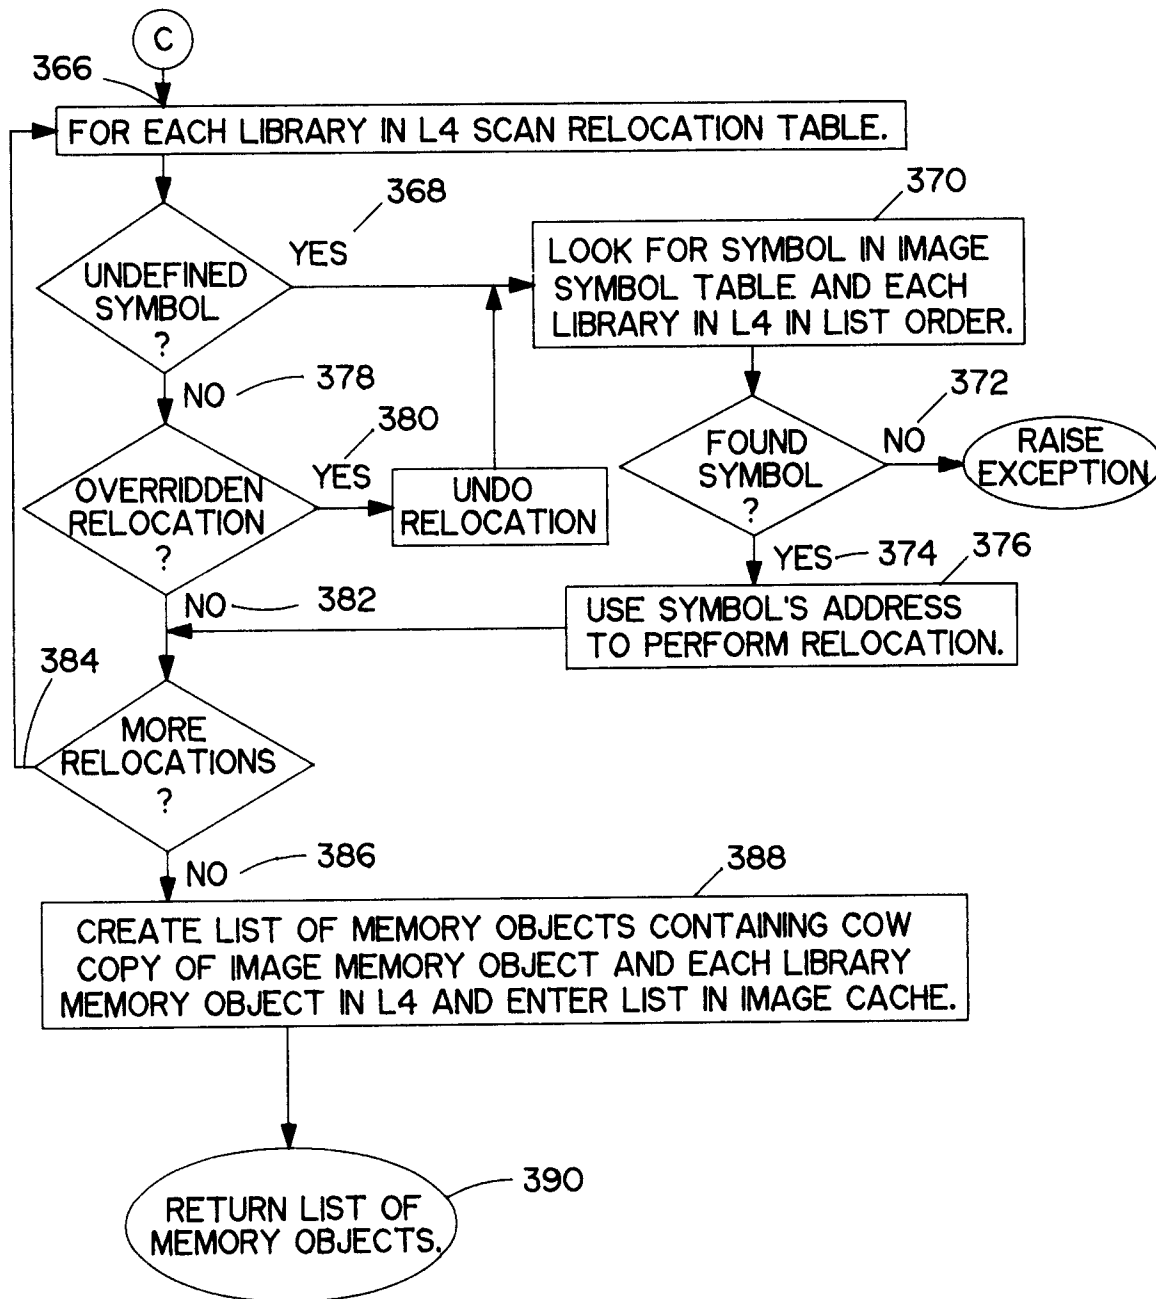 C
366
FOR EACH LIBRARY IN L4 SCAN RELOCATION TABLE.
368
YES
UNDEFINED
SYMBOL
?
370
LOOK FOR SYMBOL IN IMAGE
SYMBOL TABLE AND EACH
LIBRARY IN L4 IN LIST ORDER.
NO
378
380
YES
OVERRIDDEN
RELOCATION
?
UNDO
RELOCATION
372
NO
FOUND
SYMBOL
?
RAISE
EXCEPTION
YES
374
376
USE SYMBOL'S ADDRESS
TO PERFORM RELOCATION.
NO
382
384
MORE
RELOCATIONS
?
NO
386
388
CREATE LIST OF MEMORY OBJECTS CONTAINING COW
COPY OF IMAGE MEMORY OBJECT AND EACH LIBRARY
MEMORY OBJECT IN L4 AND ENTER LIST IN IMAGE CACHE.
390
RETURN LIST OF
MEMORY OBJECTS.